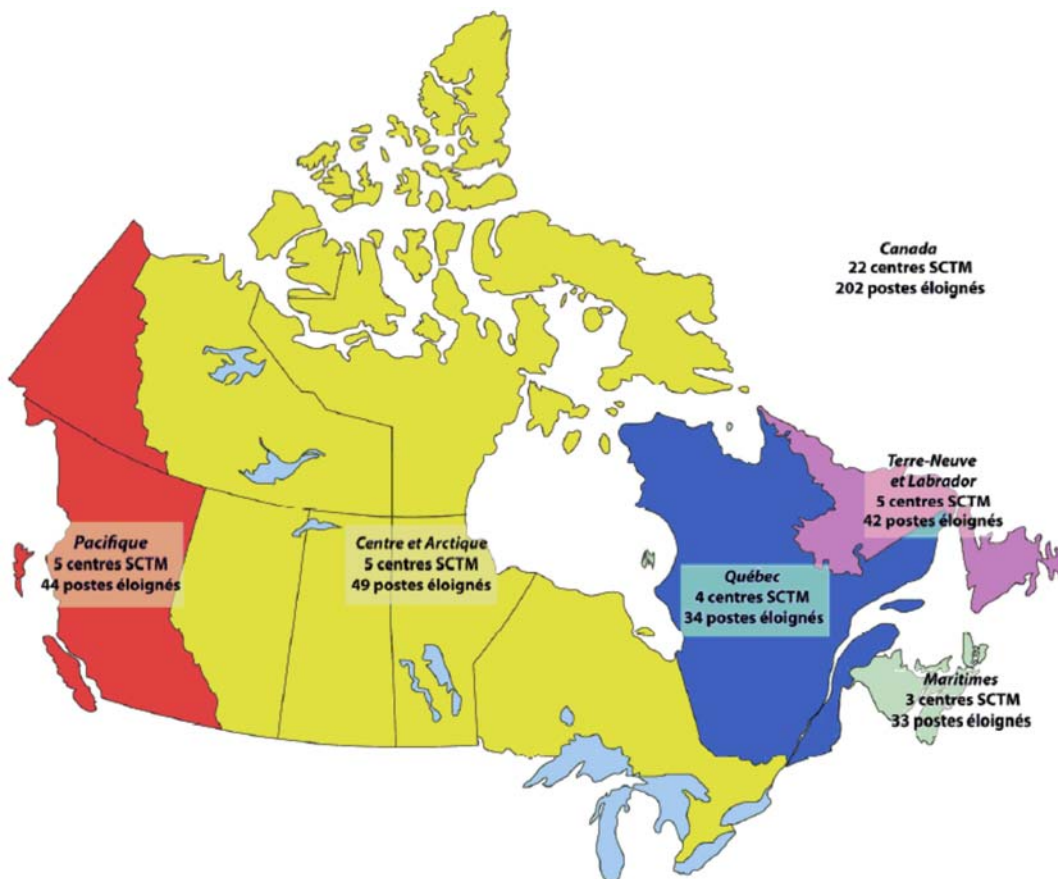 Canada
22 centres SCTM
202 postes éloignés
Terre-Neuve
et Labrador
5 centres SCTM
42 postes éloignés
Pacifique
5 centres SCTM
44 postes éloignés
Centre et Arctique
5 centres SCTM
49 postes éloignés
Québec
4 centres SCTM
34 postes éloignés
Maritimes
3 centres SCTM
33 postes éloignés